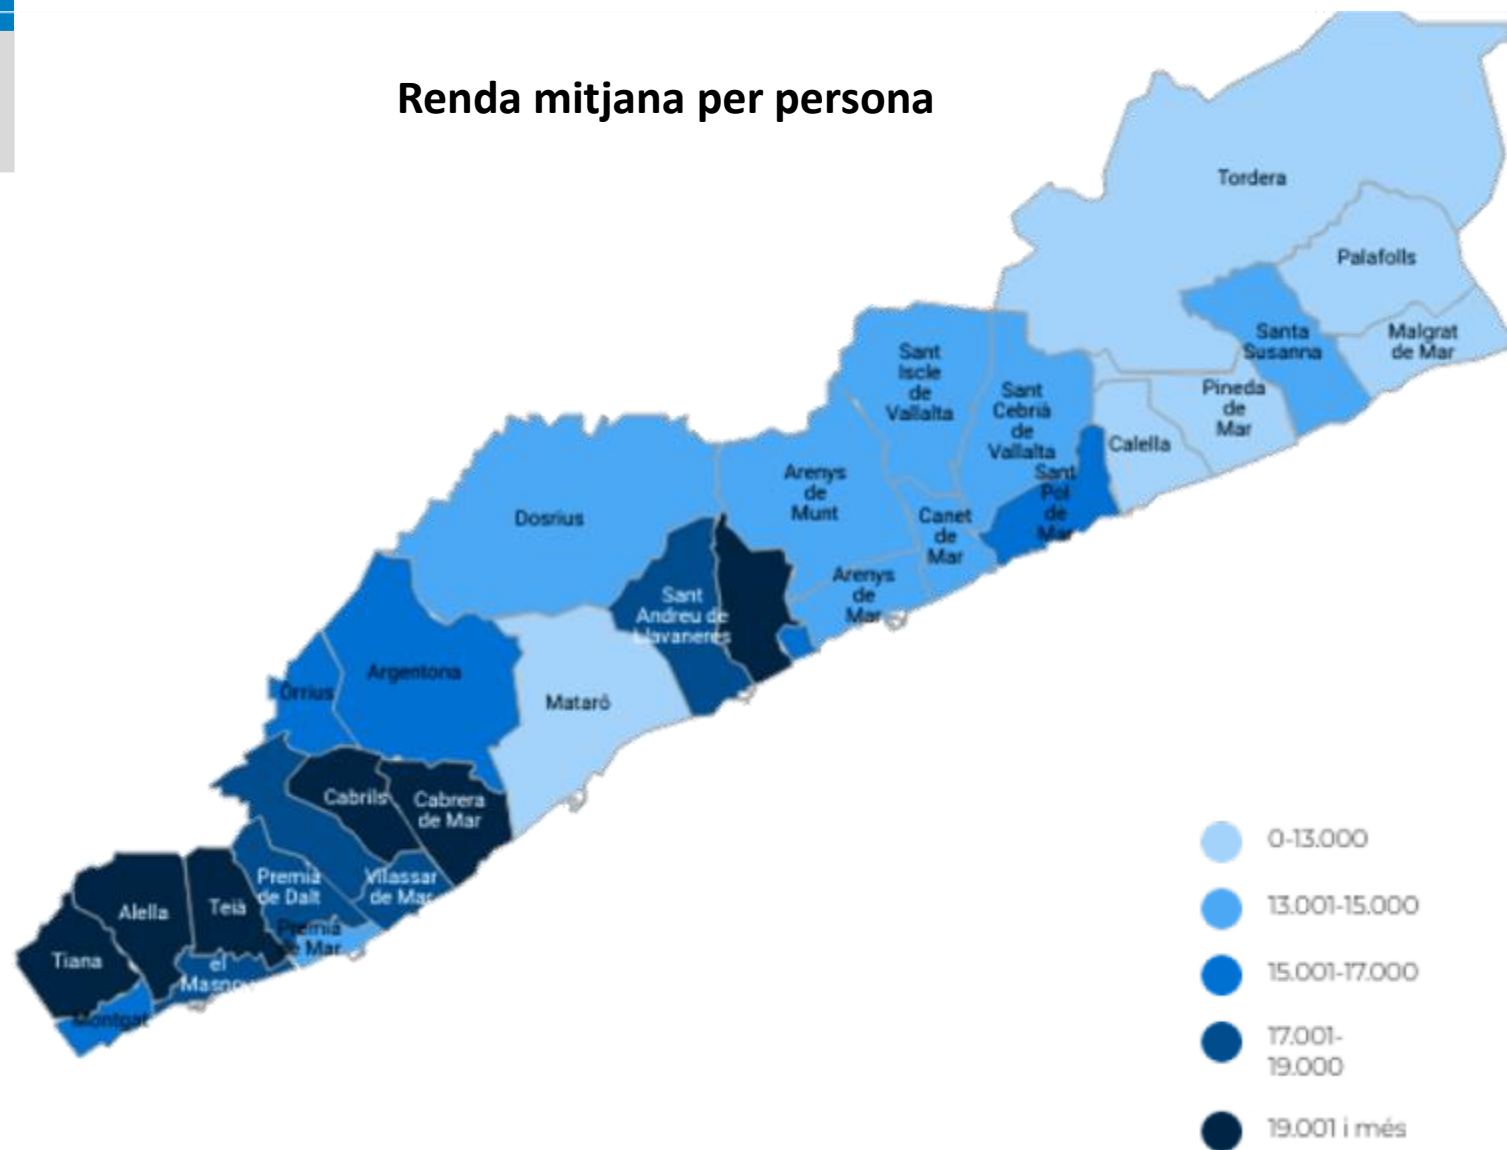 Renda mitjana per persona
Tordera
Palafolls
Santa
Susanna
Malgrat
de Mar
Sant
Iscle
de
Vallalta
Sant
Cebrià
de
Vallalta
Pineda
de
Mar
Calella
Sant
Pol
de
Mar
Arenys
de
Munt
Canet
de
Mar
Dosrius
Arenys
de
Mar
Sant
Andreu de
Llavaneres
Argentona
Òrrius
Mataró
Cabrils
Cabrera
de Mar
Premià
de Dalt
Vilassar
de Mar
Alella
Teià
Premià
de Mar
Tiana
el
Masnou
Montgat
0-13.000
13.001-15.000
15.001-17.000
17.001-
19.000
19.001 i més